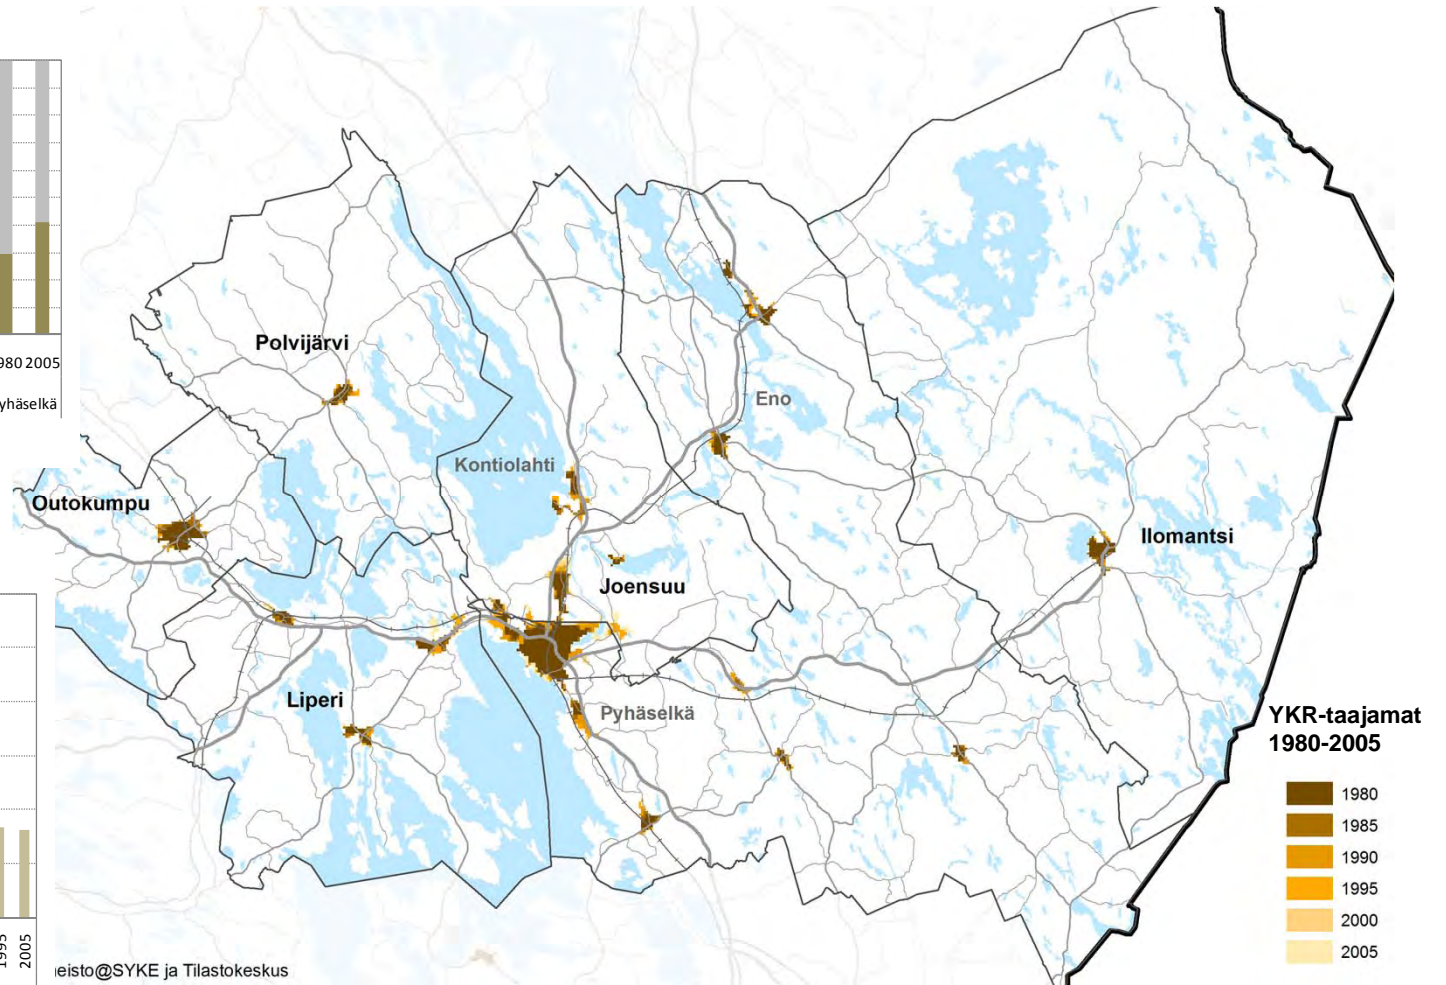 980 2005
yhäselkä
Polvijärvi
Eno
Kontiolahti
Outokumpu
Ilomantsi
Joensuu
Liperi
Pyhäselkä
YKR-taajamat
1980-2005
1980
1985
1990
1995
2000
2005
1995
2005
eisto@SYKE ja Tilastokeskus